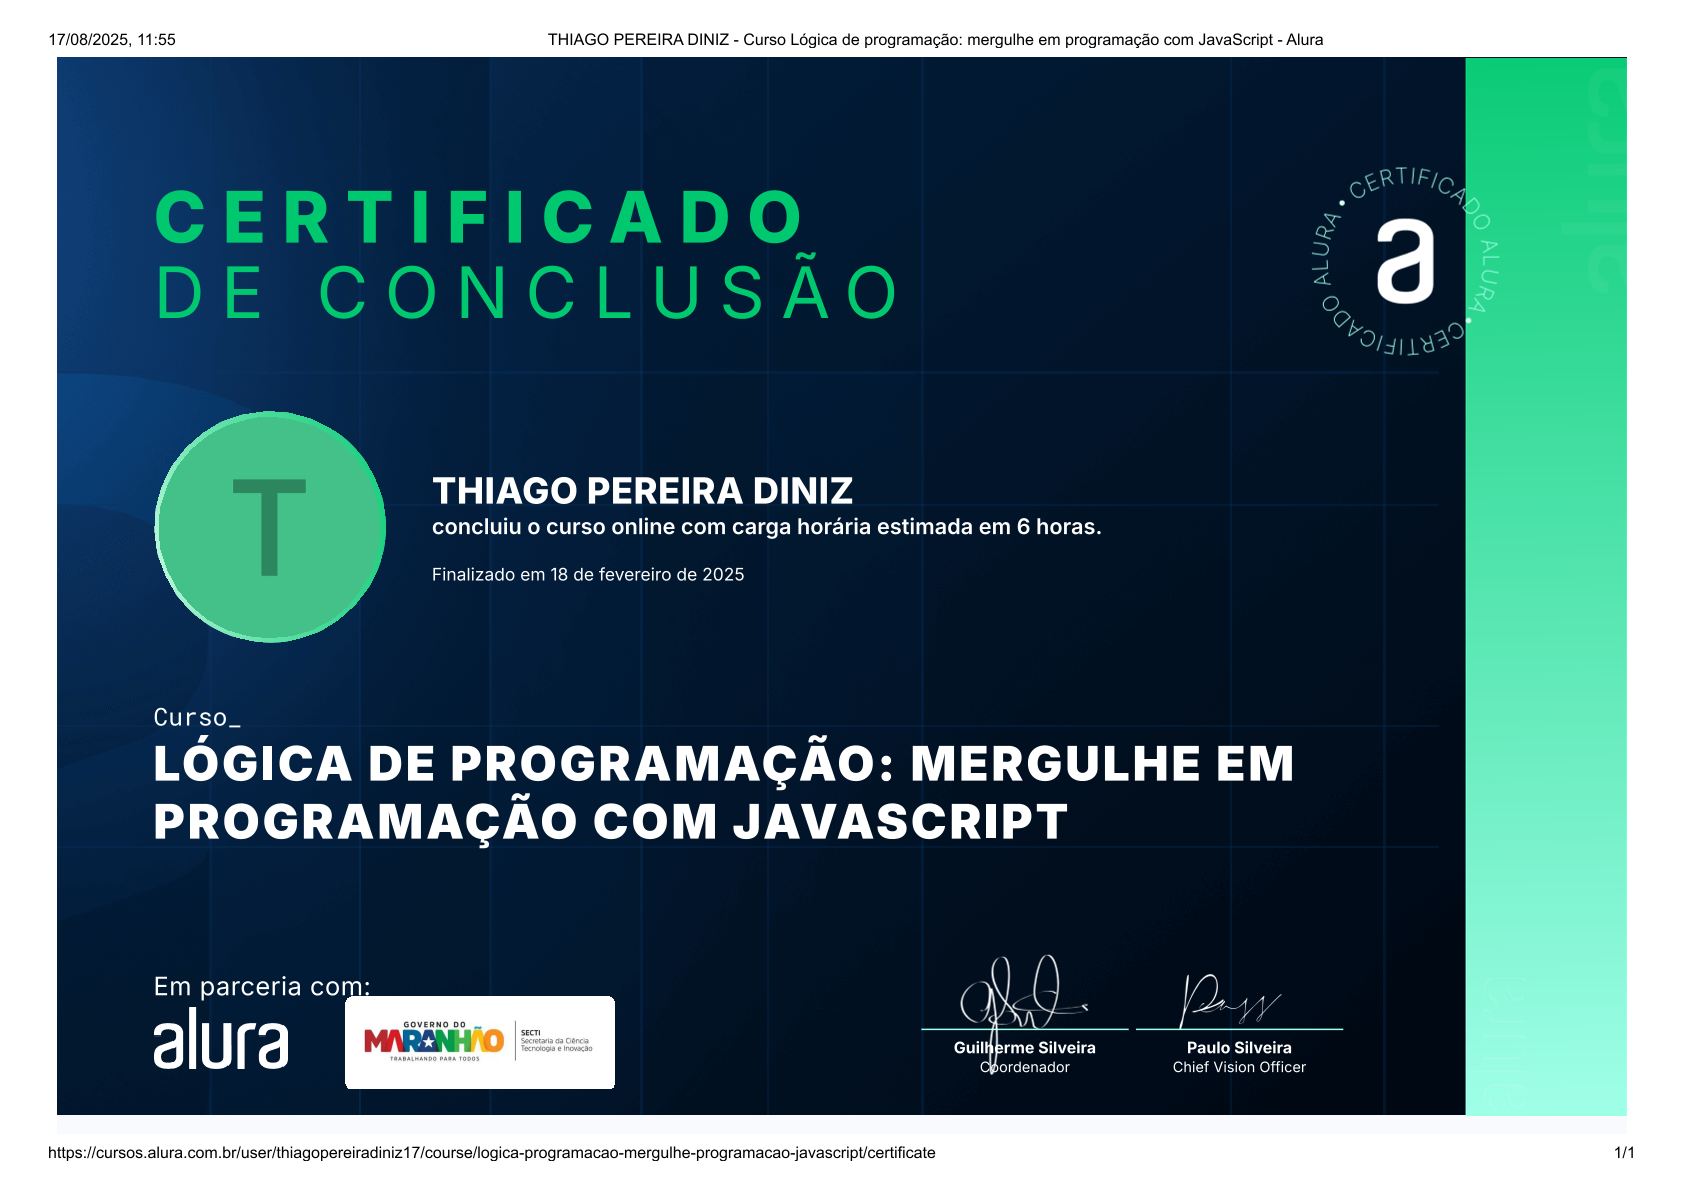 17/08/2025, 11:55
THIAGO PEREIRA DINIZ - Curso Lógica de programação: mergulhe em programação com JavaScript - Alura
CERTIFICADO
DE CONCLUSÃO
CERTIFICADO ALURA • CERTIFICADO ALURA •
a
alura
T
THIAGO PEREIRA DINIZ
concluiu o curso online com carga horária estimada em 6 horas.
Finalizado em 18 de fevereiro de 2025
Curso_
LÓGICA DE PROGRAMAÇÃO: MERGULHE EM
PROGRAMAÇÃO COM JAVASCRIPT
Em parceria com:
alura
GOVERNO DO
MARANHÃO
TRABALHANDO PARA TODOS
SECTI
Secretaria da Ciência
Tecnologia e Inovação
Guilherme Silveira
Coordenador
Paulo Silveira
Chief Vision Officer
alura
https://cursos.alura.com.br/user/thiagopereiradiniz17/course/logica-programacao-mergulhe-programacao-javascript/certificate
1/1